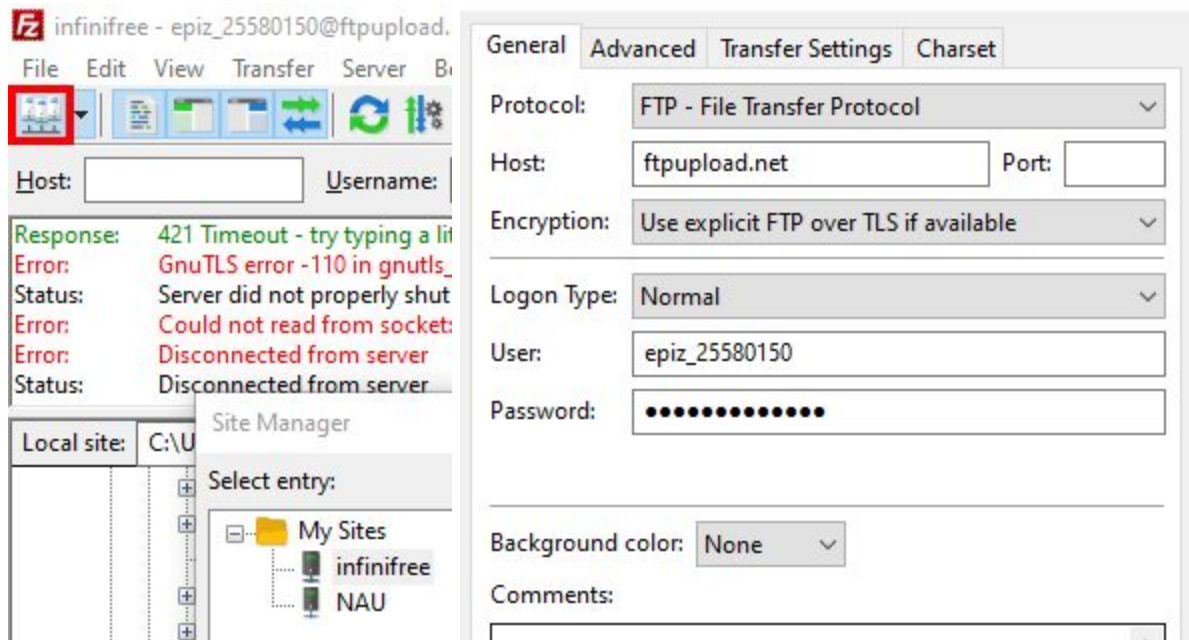 infinifree - epiz_25580150@ftpupload.
File Edit View Transfer Server
Host: Username:
Response: 421 Timeout - try typing a
Error: GnuTLS error -110 in gnutls_
Status: Server did not properly shut
Error: Could not read from socket:
Error: Disconnected from server
Status: Disconnected from server
Local site: C:\U
Site Manager
Select entry:
My Sites
infinifree
NAU
General Advanced Transfer Settings Charset
Protocol: FTP - File Transfer Protocol
Host: ftpupload.net Port:
Encryption: Use explicit FTP over TLS if available
Logon Type: Normal
User: epiz_25580150
Password: ●●●●●●●●●●●●●
Background color: None
Comments: